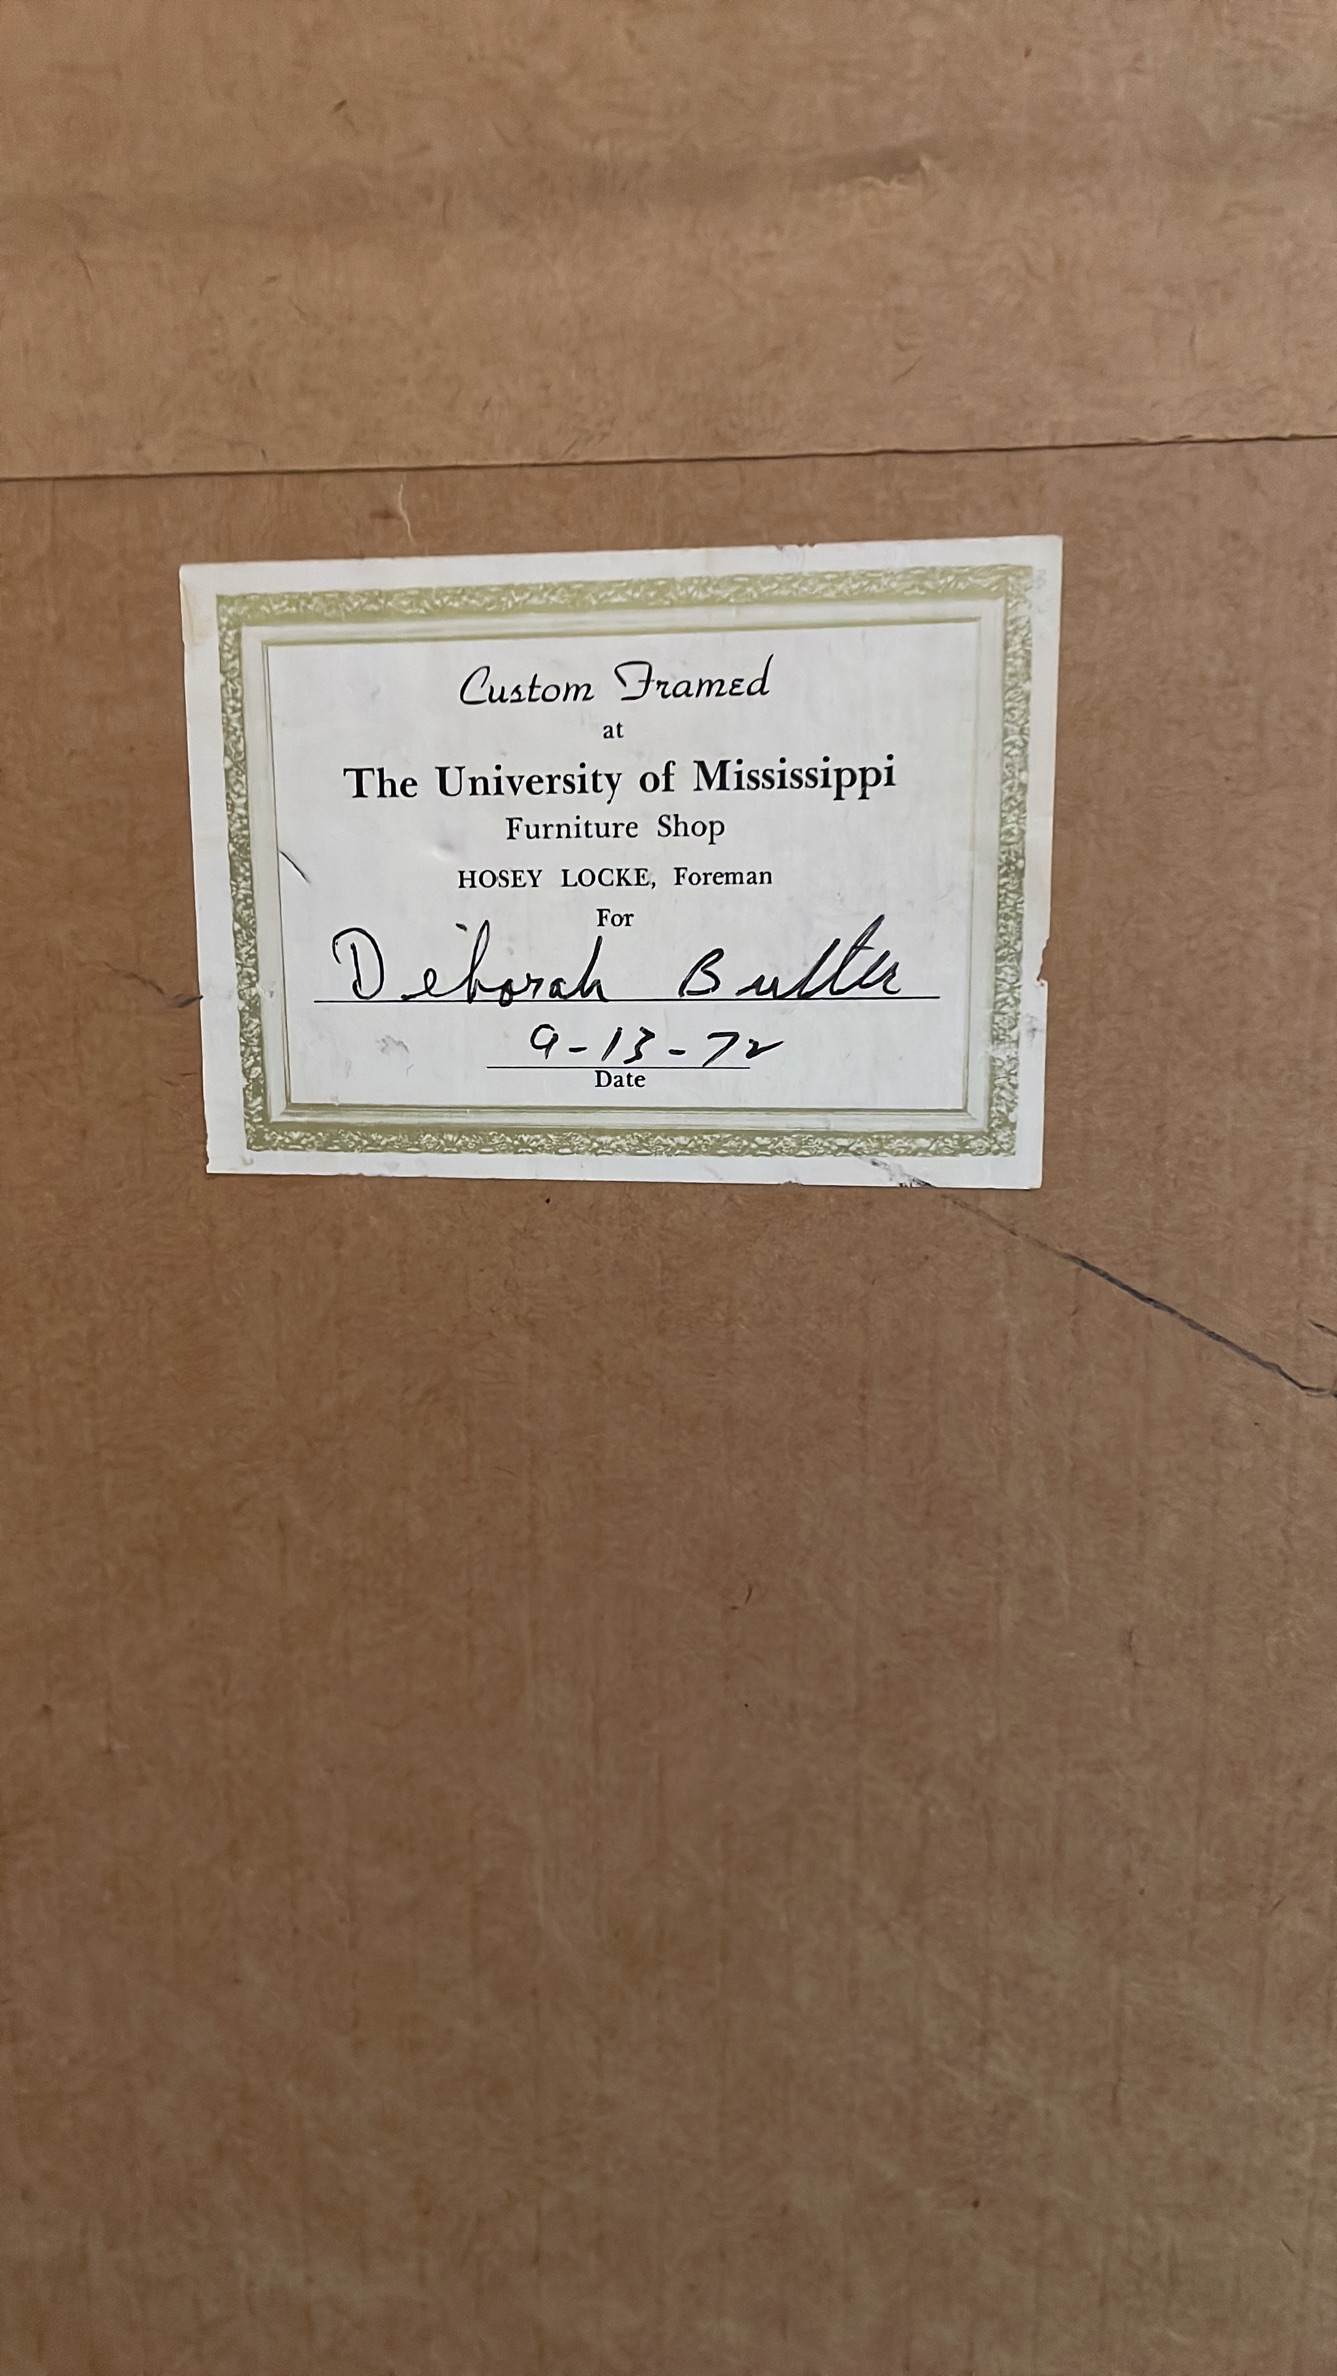 Custom Framed
at
The University of Mississippi
Furniture Shop
HOSEY LOCKE, Foreman
For
Deborah Butler
9-13-72
Date